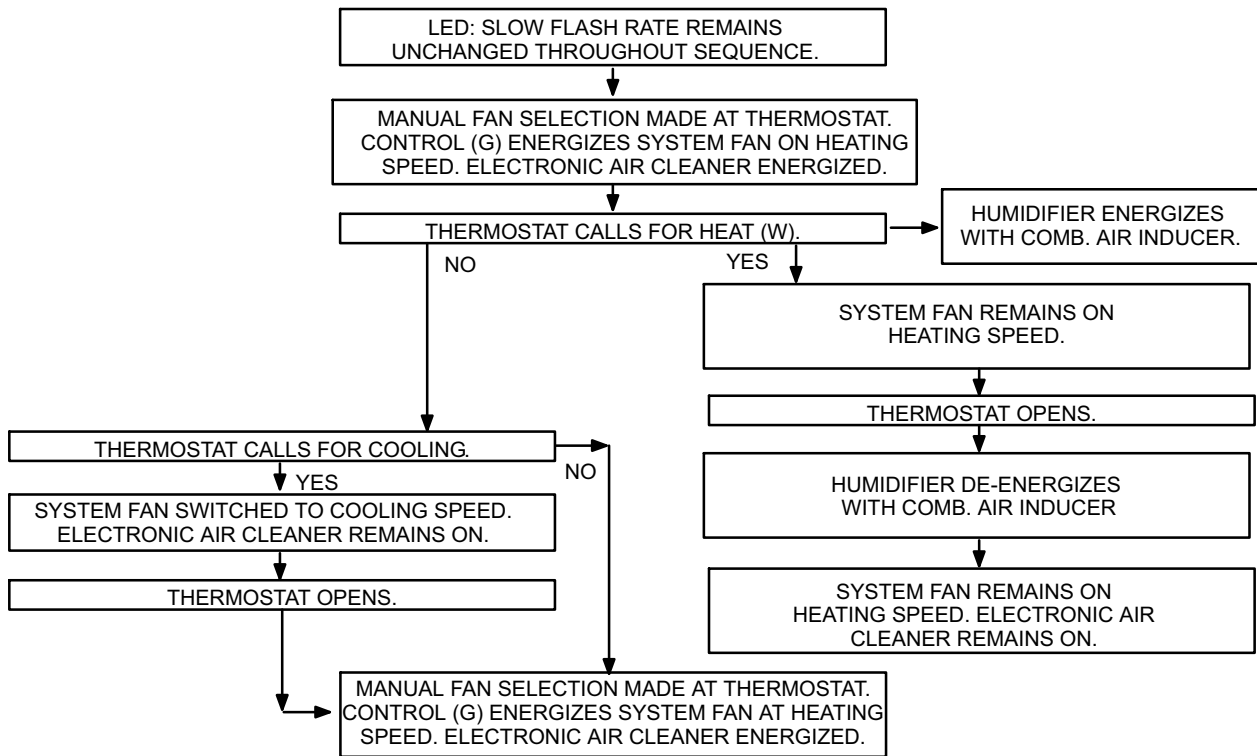 LED: SLOW FLASH RATE REMAINS
UNCHANGED THROUGHOUT SEQUENCE.
MANUAL FAN SELECTION MADE AT THERMOSTAT.
CONTROL (G) ENERGIZES SYSTEM FAN ON HEATING
SPEED. ELECTRONIC AIR CLEANER ENERGIZED.
THERMOSTAT CALLS FOR HEAT (W).
HUMIDIFIER ENERGIZES
WITH COMB. AIR INDUCER.
NO
YES
SYSTEM FAN REMAINS ON
HEATING SPEED.
THERMOSTAT OPENS.
HUMIDIFIER DE-ENERGIZES
WITH COMB. AIR INDUCER
SYSTEM FAN REMAINS ON
HEATING SPEED. ELECTRONIC AIR
CLEANER REMAINS ON.
THERMOSTAT CALLS FOR COOLING.
YES
NO
SYSTEM FAN SWITCHED TO COOLING SPEED.
ELECTRONIC AIR CLEANER REMAINS ON.
THERMOSTAT OPENS.
MANUAL FAN SELECTION MADE AT THERMOSTAT.
CONTROL (G) ENERGIZES SYSTEM FAN AT HEATING
SPEED. ELECTRONIC AIR CLEANER ENERGIZED.